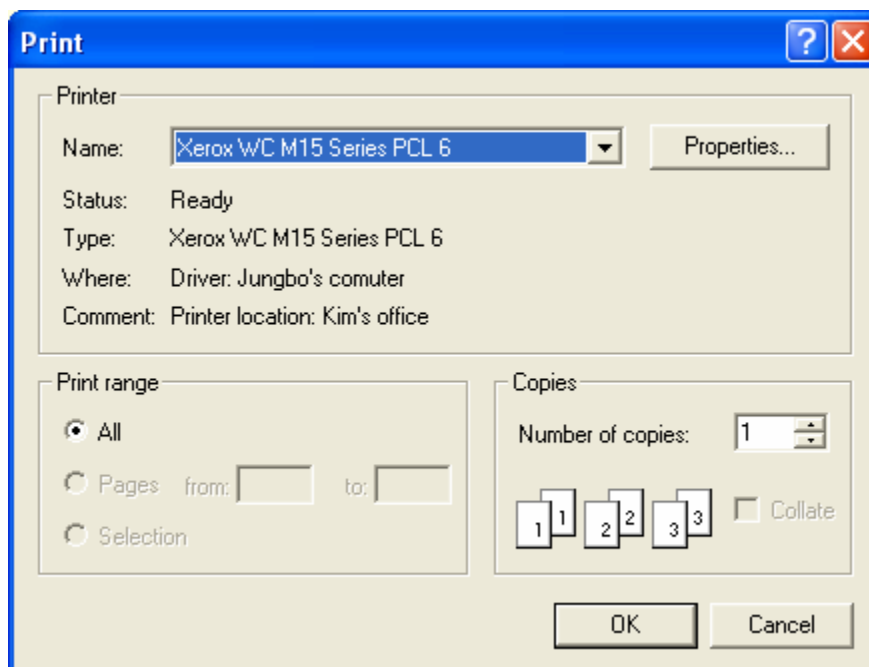 Print
Printer
Name: Xerox WC M15 Series PCL 6 Properties...
Status: Ready
Type: Xerox WC M15 Series PCL 6
Where: Driver: Jungbo's comuter
Comment: Printer location: Kim's office
Print range
All
Pages from: to:
Selection
Copies
Number of copies: 1
1 1 2 2 3 3 Collate
OK Cancel